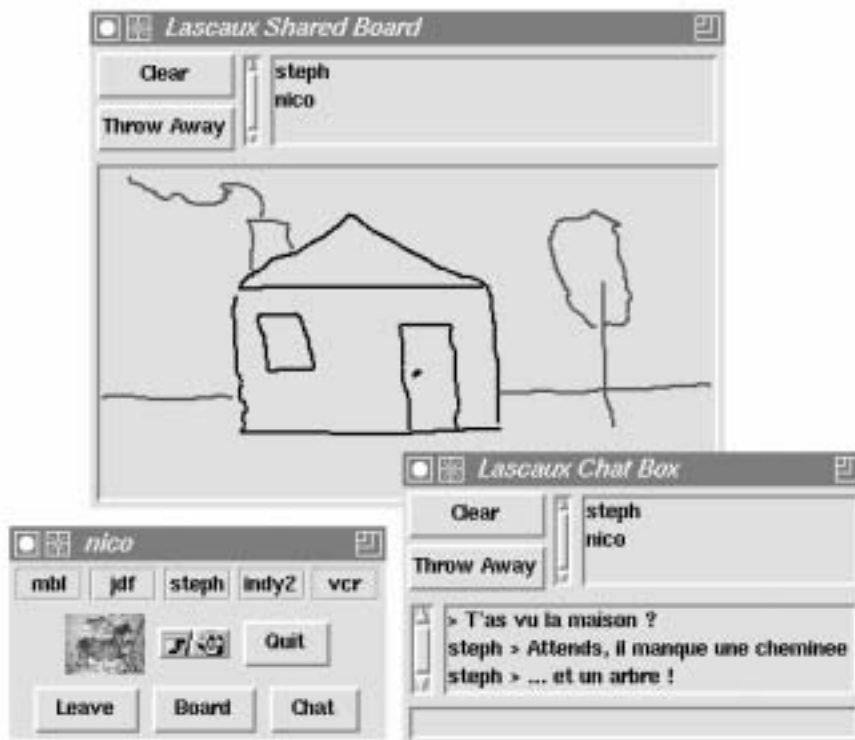 Lascaux Shared Board
Clear
Throw Away
steph
nico
Lascaux Chat Box
Clear
Throw Away
steph
nico
> T'as vu la maison ?
steph > Attends, il manque une cheminee
steph > ... et un arbre !
nico
mbl jdf steph indy2 vcr
Quit
Leave Board Chat